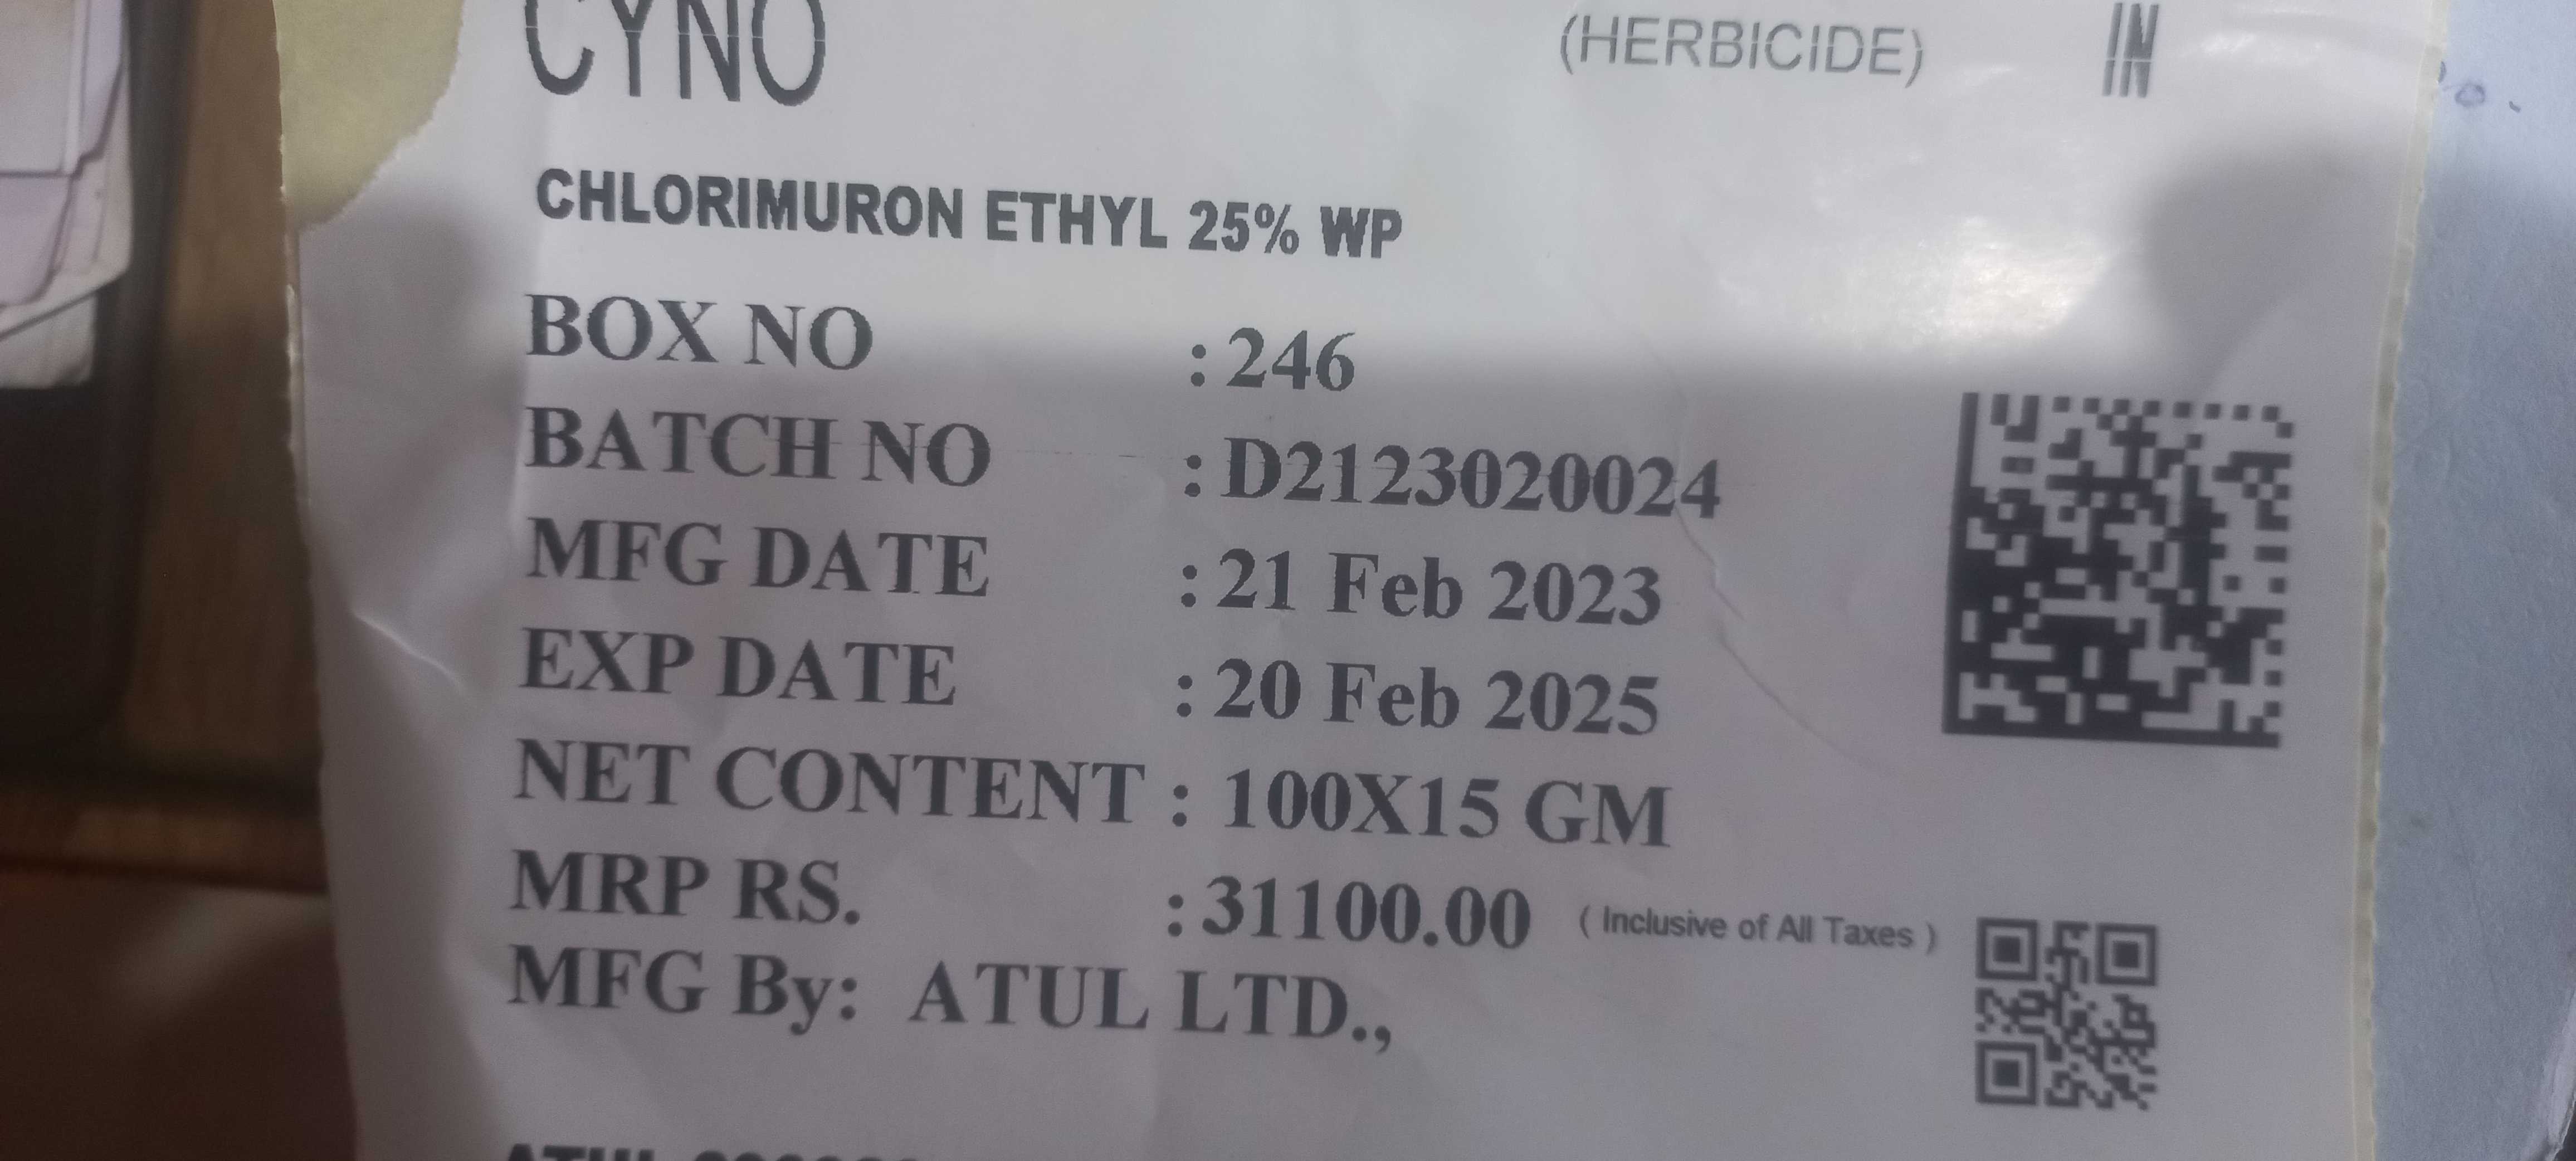 CYNO (HERBICIDE) IN
CHLORIMURON ETHYL 25% WP
BOX NO : 246
BATCH NO : D2123020024
MFG DATE : 21 Feb 2023
EXP DATE : 20 Feb 2025
NET CONTENT : 100X15 GM
MRP RS. : 31100.00 ( Inclusive of All Taxes )
MFG By: ATUL LTD.,
ATUL